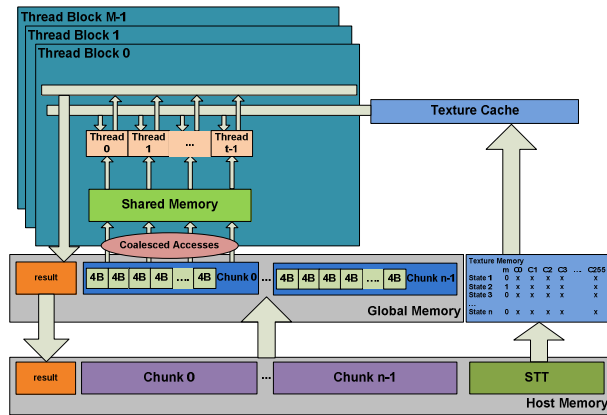 Thread Block M-1
Thread Block 1
Thread Block 0
Texture Cache
Thread 0
Thread 1
...
Thread t-1
Shared Memory
Coalesced Accesses
result
4B 4B 4B .... 4B Chunk 0
...
4B 4B 4B 4B .... 4B Chunk n-1
Global Memory
Texture Memory
m C0 C1 C2 C3 ... C255
State 1 0 x x x x x
State 2 1 x x x x x
State 3 0 x x x x x
...
State n 0 x x x x x
result
Chunk 0
...
Chunk n-1
STT
Host Memory